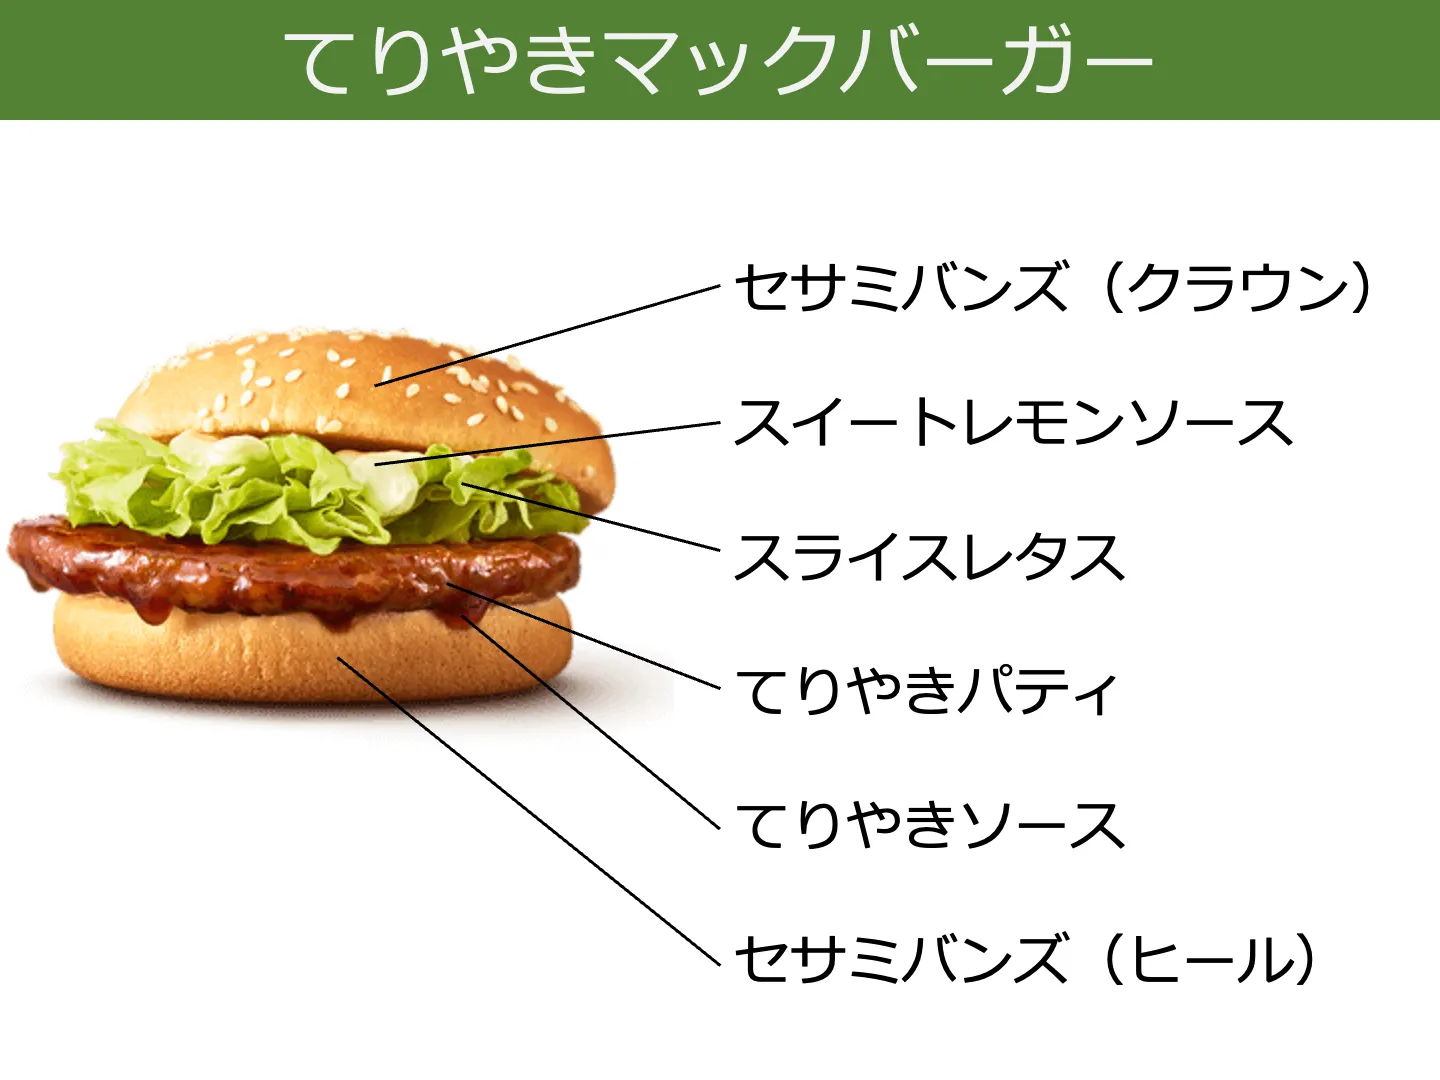 てりやきマックバーガー
セサミバンズ（クラウン）
スイートレモンソース
スライスレタス
てりやきパティ
てりやきソース
セサミバンズ（ヒール）